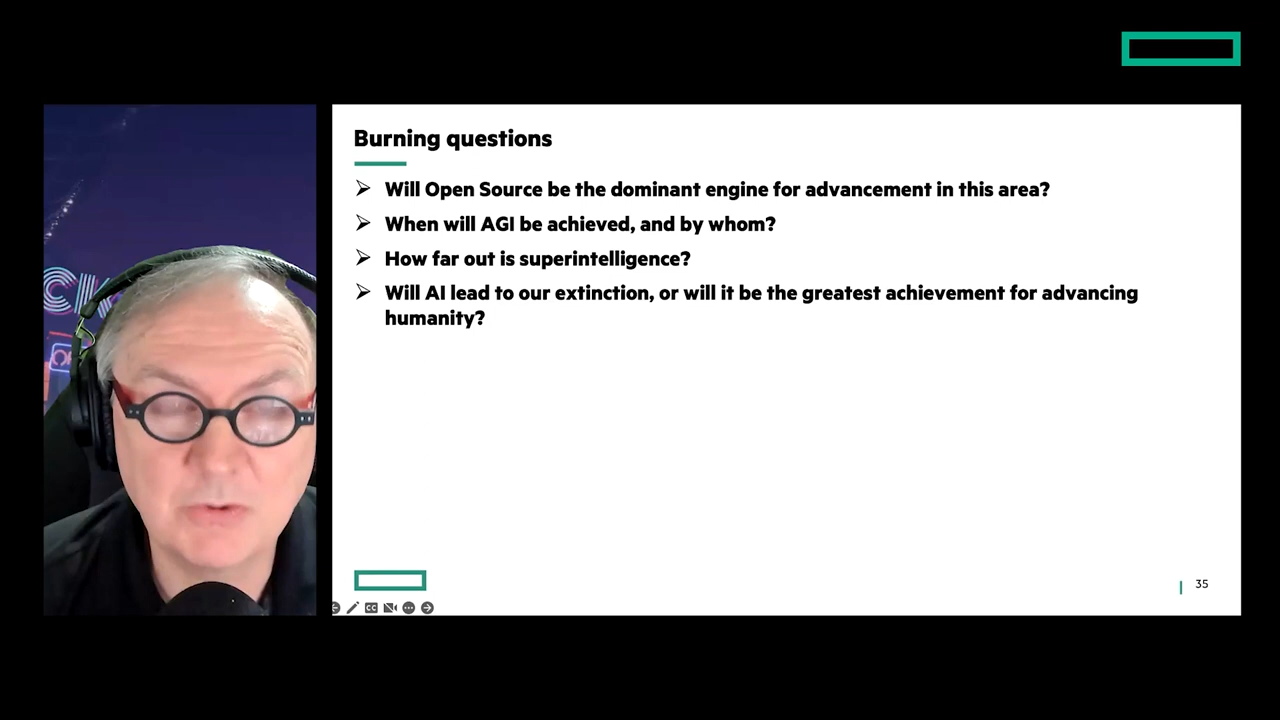 Burning questions
Will Open Source be the dominant engine for advancement in this area?
When will AGI be achieved, and by whom?
How far out is superintelligence?
Will AI lead to our extinction, or will it be the greatest achievement for advancing
humanity?
CC
35